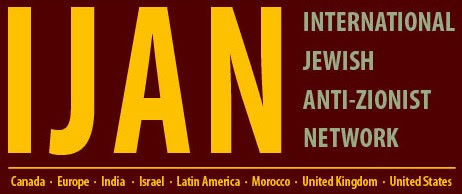 IJAN
INTERNATIONAL
JEWISH
ANTI-ZIONIST
NETWORK
Canada · Europe · India · Israel · Latin America · Morocco · United Kingdom · United States